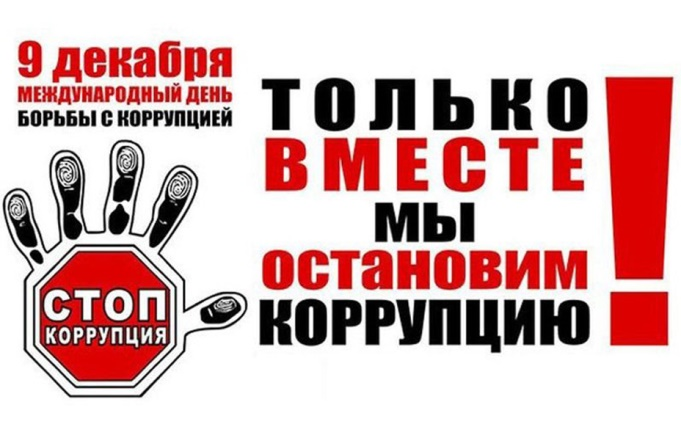 9 декабря
МЕЖДУНАРОДНЫЙ ДЕНЬ
БОРЬБЫ С КОРРУПЦИЕЙ
СТОП
КОРРУПЦИЯ
ТОЛЬКО
ВМЕСТЕ
МЫ
ОСТАНОВИМ
КОРРУПЦИЮ!